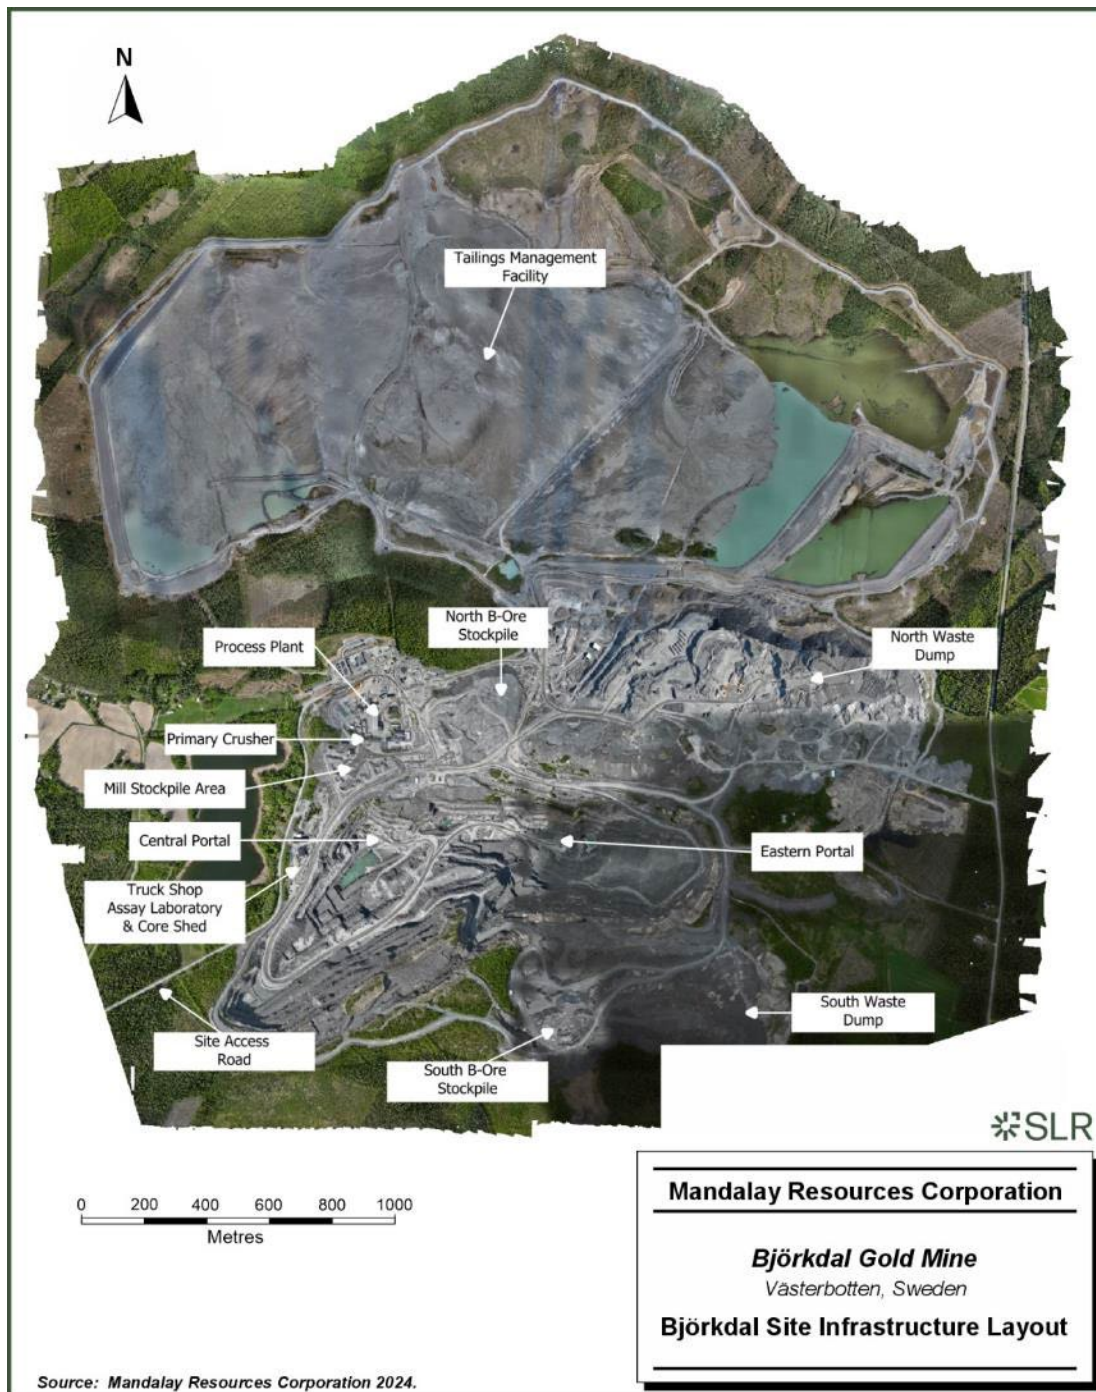 N
Tailings Management
Facility
North B-Ore
Stockpile
North Waste
Dump
Process Plant
Primary Crusher
Mill Stockpile Area
Central Portal
Eastern Portal
Truck Shop
Assay Laboratory
& Core Shed
South Waste
Dump
Site Access
Road
South B-Ore
Stockpile
SLR
0 200 400 600 800 1000
Metres
Mandalay Resources Corporation
Björkdal Gold Mine
Västerbotten, Sweden
Björkdal Site Infrastructure Layout
Source: Mandalay Resources Corporation 2024.